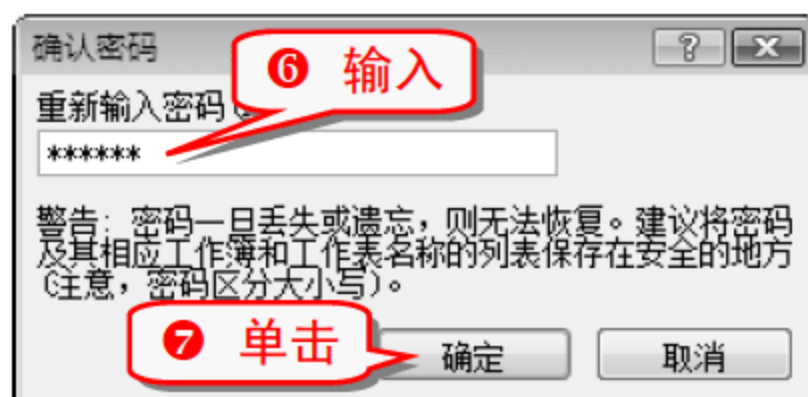 确认密码
❻ 输入
重新输入密码
******
警告: 密码一旦丢失或遗忘，则无法恢复。建议将密码
及其相应工作簿和工作表名称的列表保存在安全的地方
(注意，密码区分大小写)。
❼ 单击
确定
取消